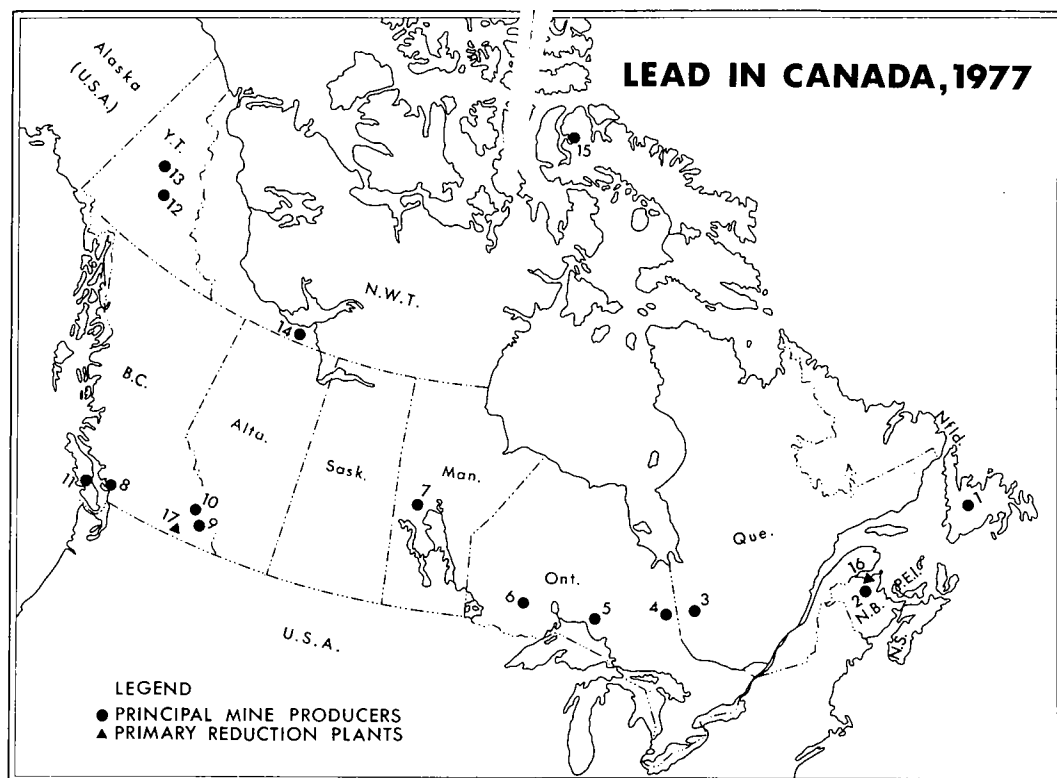 LEAD IN CANADA, 1977
Alaska
(U.S.A.)
Y.T.
13
12
15
N.W.T.
14
B.C.
Alta.
Sask.
Man.
7
11
8
10
9
17
Ont.
6
5
4
3
Que.
Nfld.
1
16
2
N.B.
P.E.I.
N.S.
U.S.A.
LEGEND
● PRINCIPAL MINE PRODUCERS
▲ PRIMARY REDUCTION PLANTS